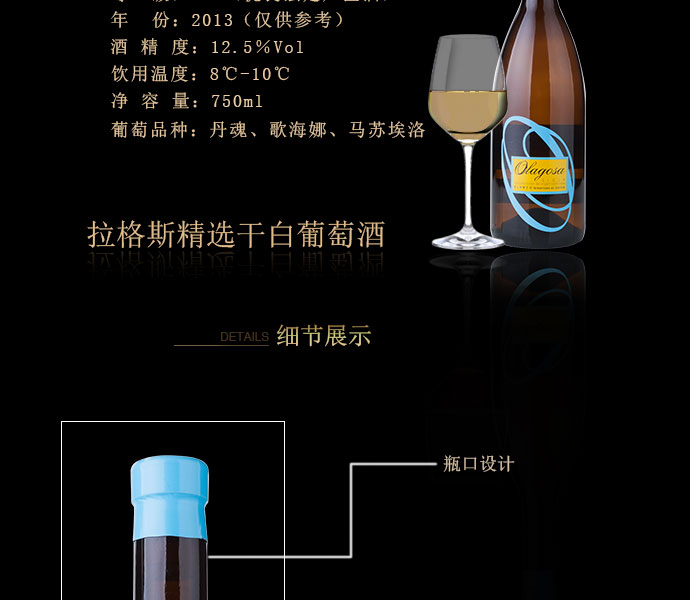 年 份：2013（仅供参考）
酒 精 度：12.5%Vol
饮用温度：8℃-10℃
净 容 量：750ml
葡萄品种：丹魂、歌海娜、马苏埃洛
Olagosa
拉格斯精选干白葡萄酒
DETAILS 细节展示
瓶口设计